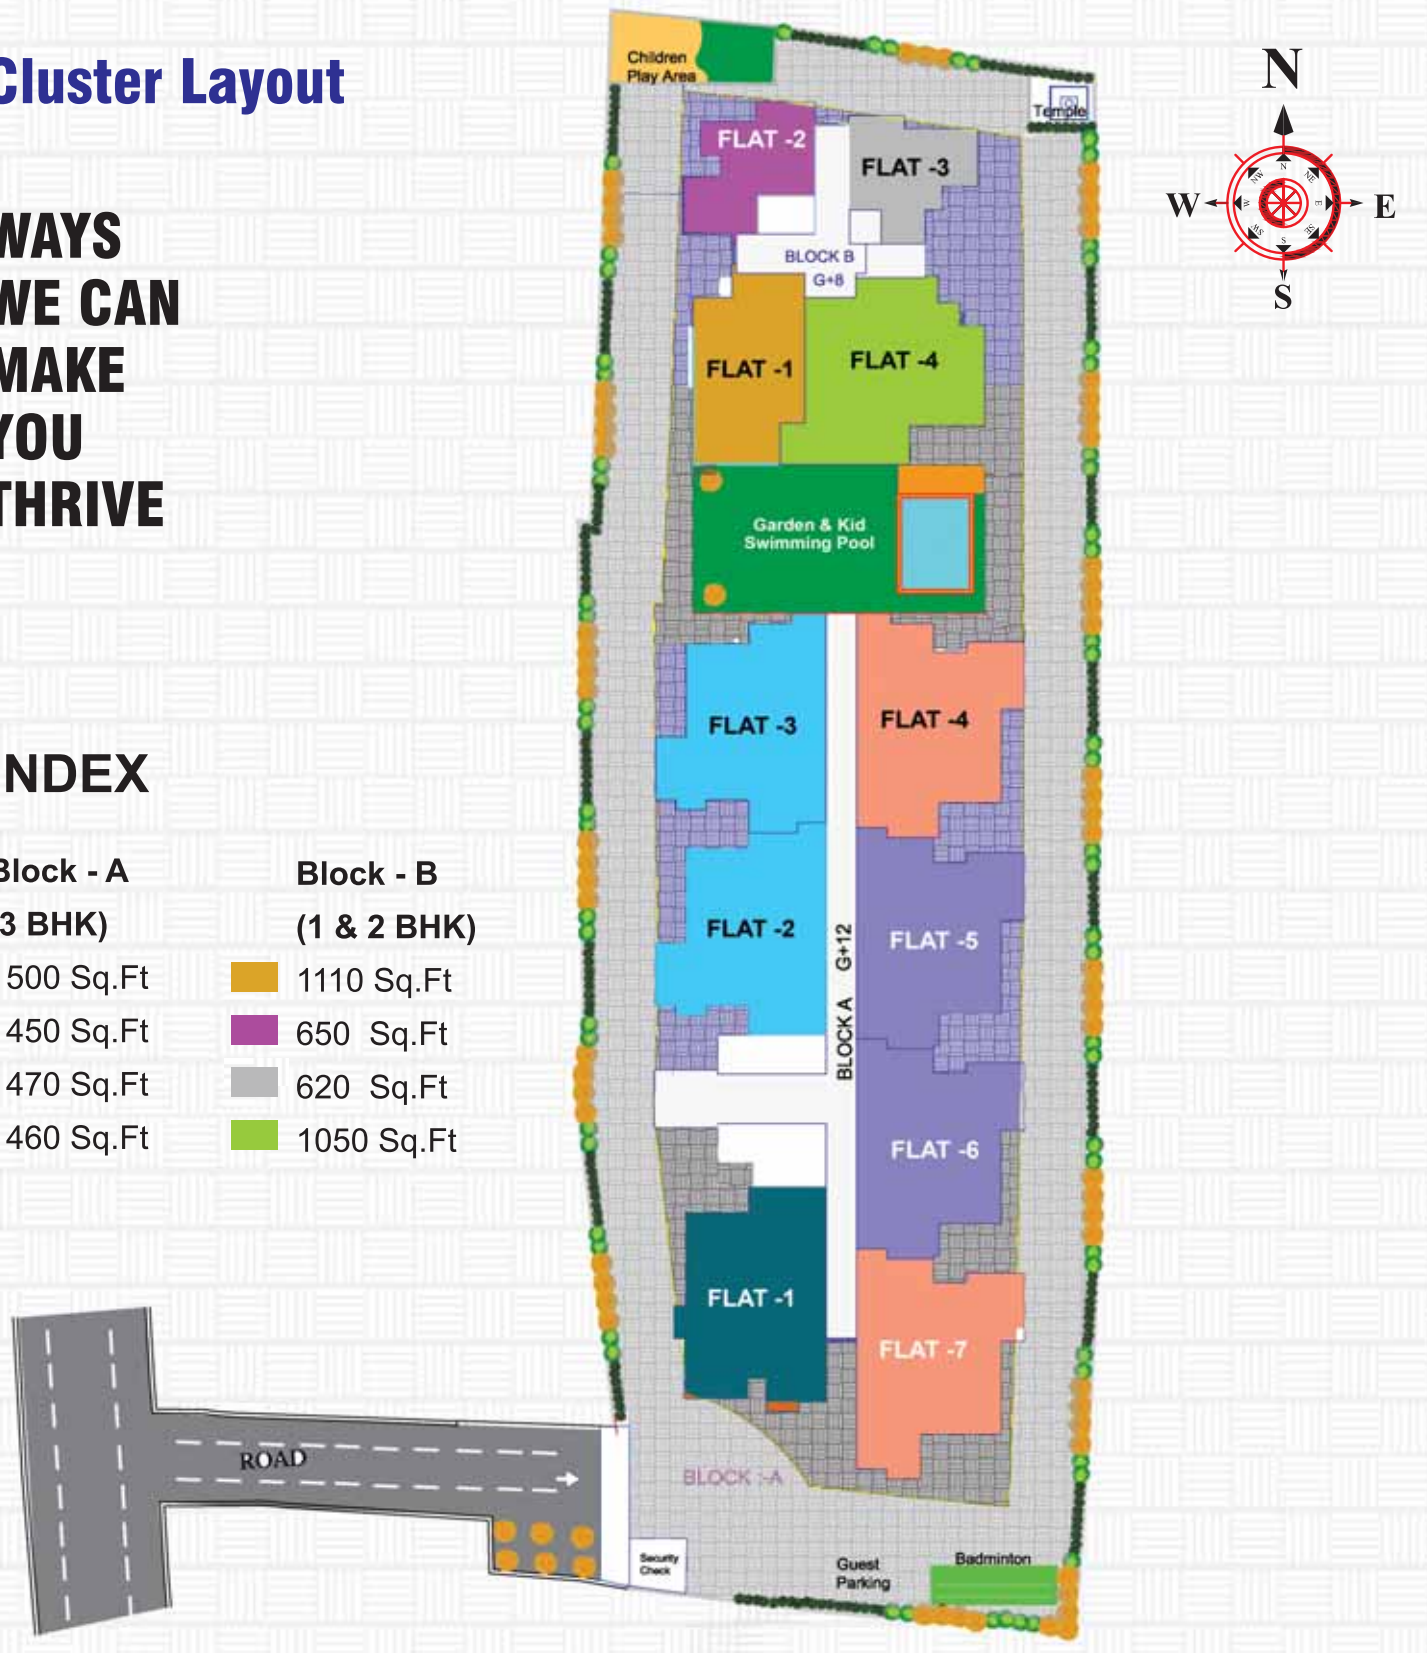 Cluster Layout
WAYS
WE CAN
MAKE
YOU
THRIVE
NDEX
Block - A
3 BHK)
500 Sq.Ft
450 Sq.Ft
470 Sq.Ft
460 Sq.Ft
Block - B
(1 & 2 BHK)
1110 Sq.Ft
650 Sq.Ft
620 Sq.Ft
1050 Sq.Ft
Children
Play Area
Temple
N
W
E
S
N
NE
E
SE
S
SW
W
NW
FLAT -2
FLAT -3
BLOCK B
G+8
FLAT -1
FLAT -4
Garden & Kid
Swimming Pool
FLAT -3
FLAT -4
FLAT -2
FLAT -5
BLOCK A G+12
FLAT -6
FLAT -1
FLAT -7
BLOCK :-A
ROAD
Security
Check
Guest
Parking
Badminton